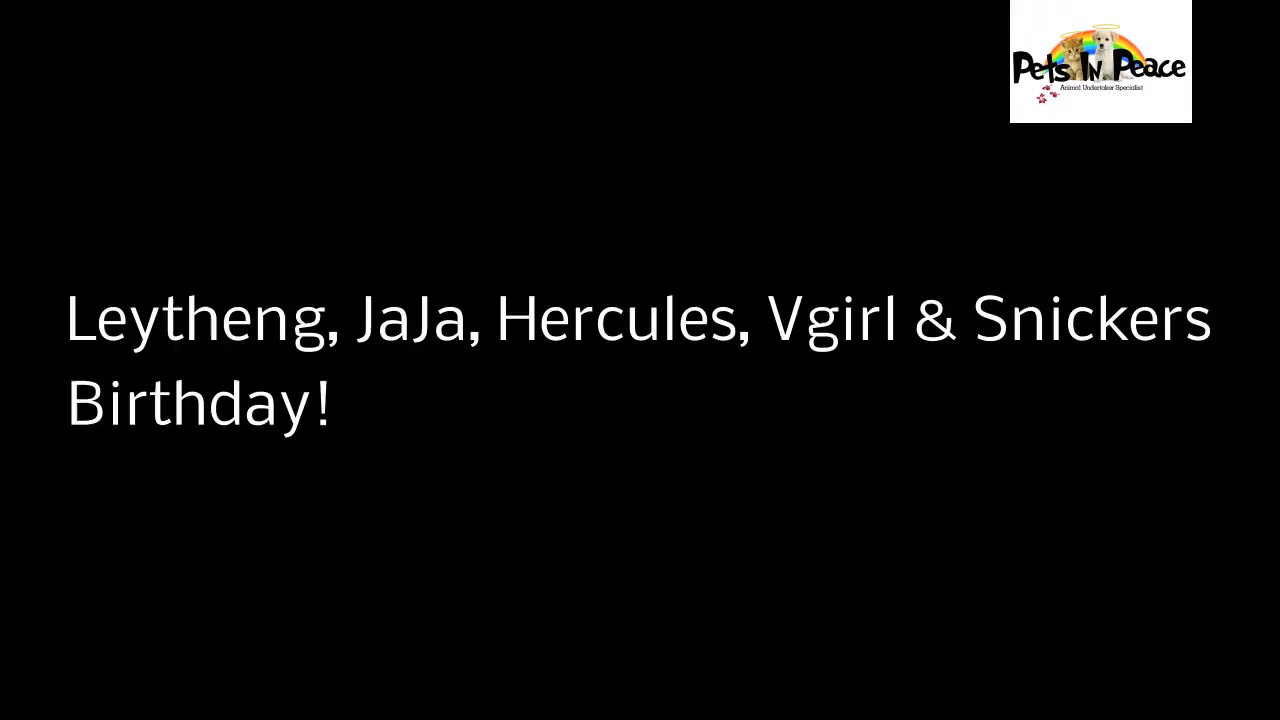 Pets In Peace
Animal Undertaker Specialist
Leytheng, JaJa, Hercules, Vgirl & Snickers
Birthday!